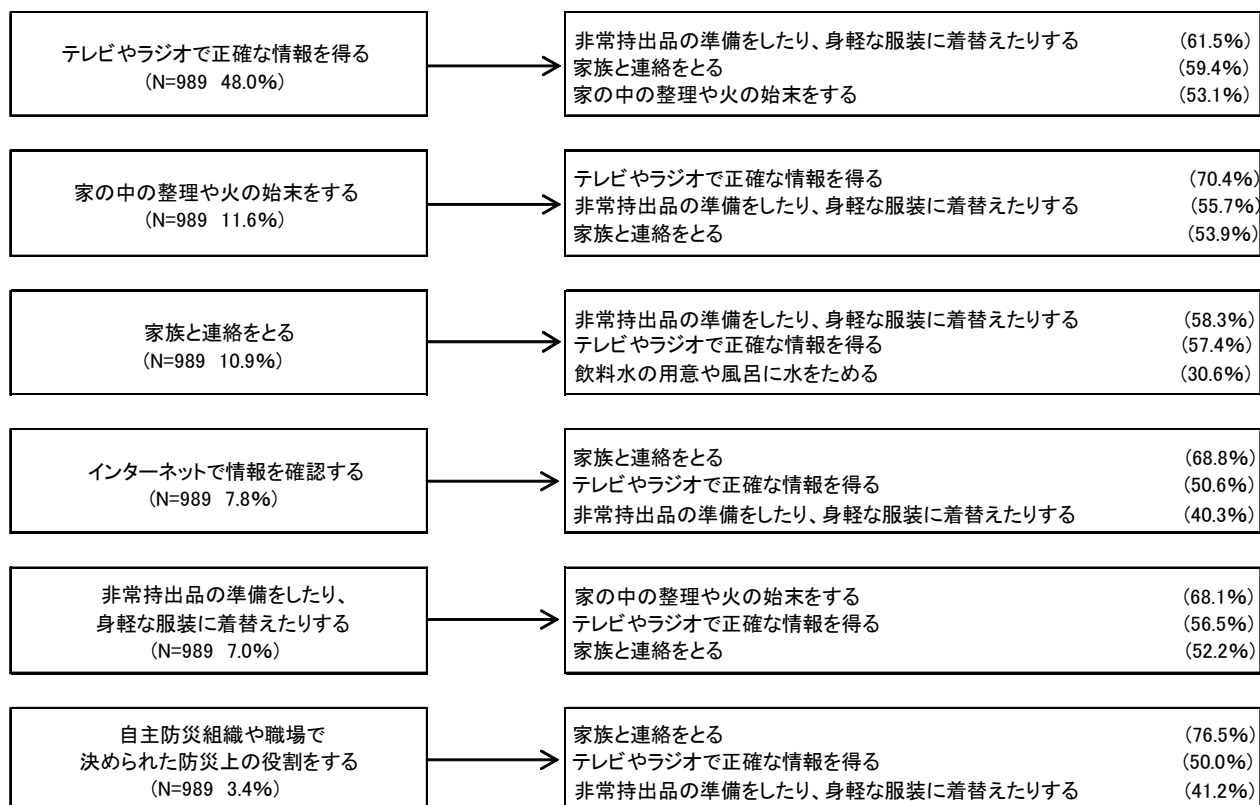 テレビやラジオで正確な情報を得る
(N=989 48.0%)
非常持出品の準備をしたり、身軽な服装に着替えたりする (61.5%)
家族と連絡をとる (59.4%)
家の中の整理や火の始末をする (53.1%)
家の中の整理や火の始末をする
(N=989 11.6%)
テレビやラジオで正確な情報を得る (70.4%)
非常持出品の準備をしたり、身軽な服装に着替えたりする (55.7%)
家族と連絡をとる (53.9%)
家族と連絡をとる
(N=989 10.9%)
非常持出品の準備をしたり、身軽な服装に着替えたりする (58.3%)
テレビやラジオで正確な情報を得る (57.4%)
飲料水の用意や風呂に水をためる (30.6%)
インターネットで情報を確認する
(N=989 7.8%)
家族と連絡をとる (68.8%)
テレビやラジオで正確な情報を得る (50.6%)
非常持出品の準備をしたり、身軽な服装に着替えたりする (40.3%)
非常持出品の準備をしたり、
身軽な服装に着替えたりする
(N=989 7.0%)
家の中の整理や火の始末をする (68.1%)
テレビやラジオで正確な情報を得る (56.5%)
家族と連絡をとる (52.2%)
自主防災組織や職場で
決められた防災上の役割をする
(N=989 3.4%)
家族と連絡をとる (76.5%)
テレビやラジオで正確な情報を得る (50.0%)
非常持出品の準備をしたり、身軽な服装に着替えたりする (41.2%)